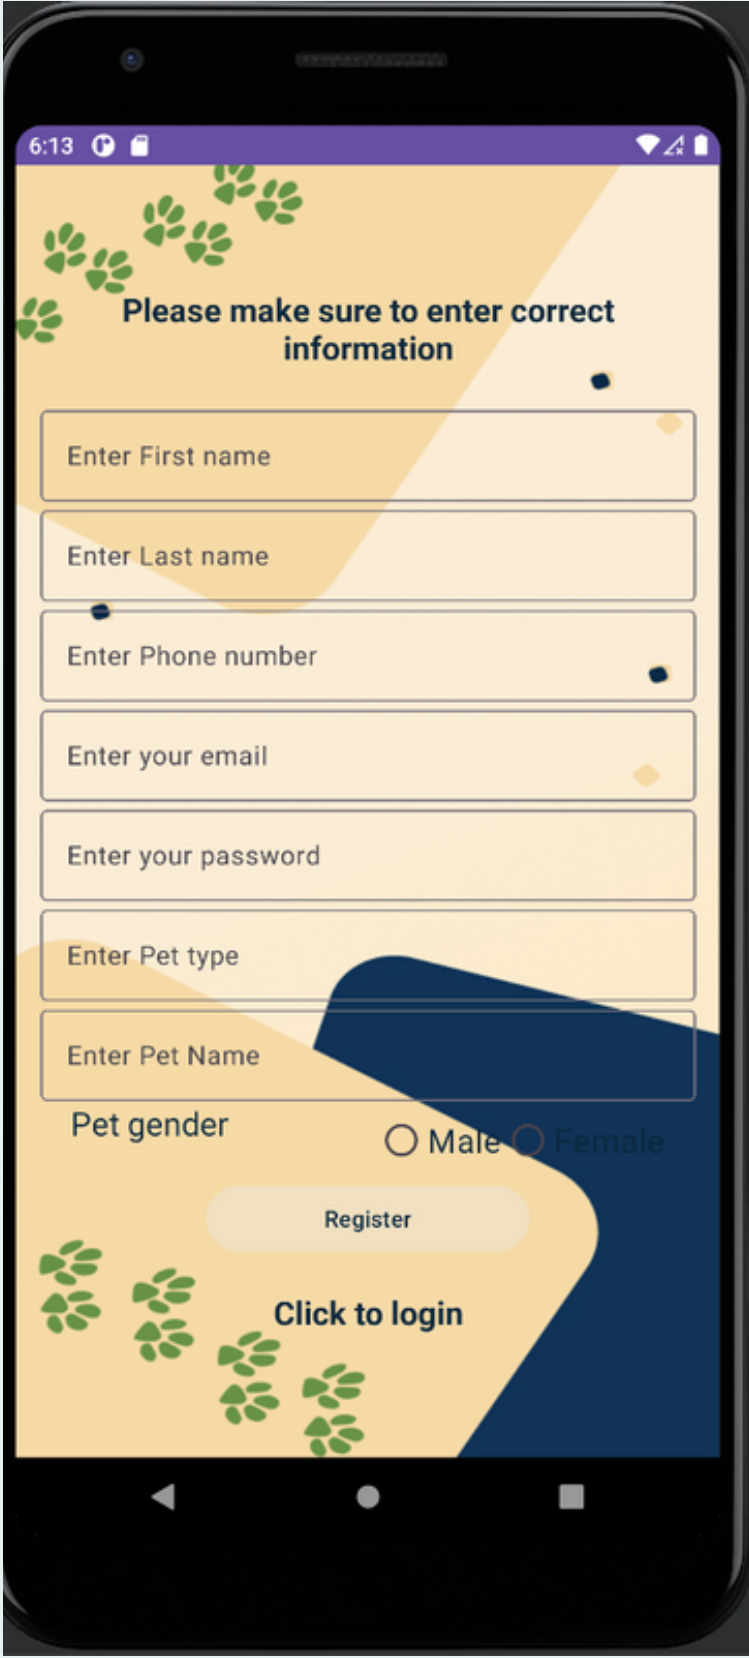 6:13
Please make sure to enter correct
information
Enter First name
Enter Last name
Enter Phone number
Enter your email
Enter your password
Enter Pet type
Enter Pet Name
Pet gender
Male Female
Register
Click to login